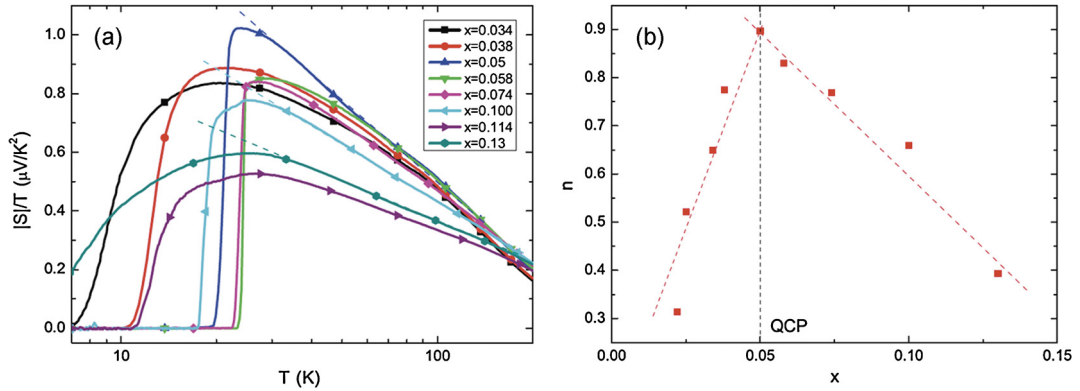 (a)
x=0.034
x=0.038
x=0.05
x=0.058
x=0.074
x=0.100
x=0.114
x=0.13
|S|/T (μV/K²)
1.0
0.8
0.6
0.4
0.2
0.0
10
100
T (K)
(b)
n
0.9
0.8
0.7
0.6
0.5
0.4
0.3
QCP
0.00
0.05
0.10
0.15
x